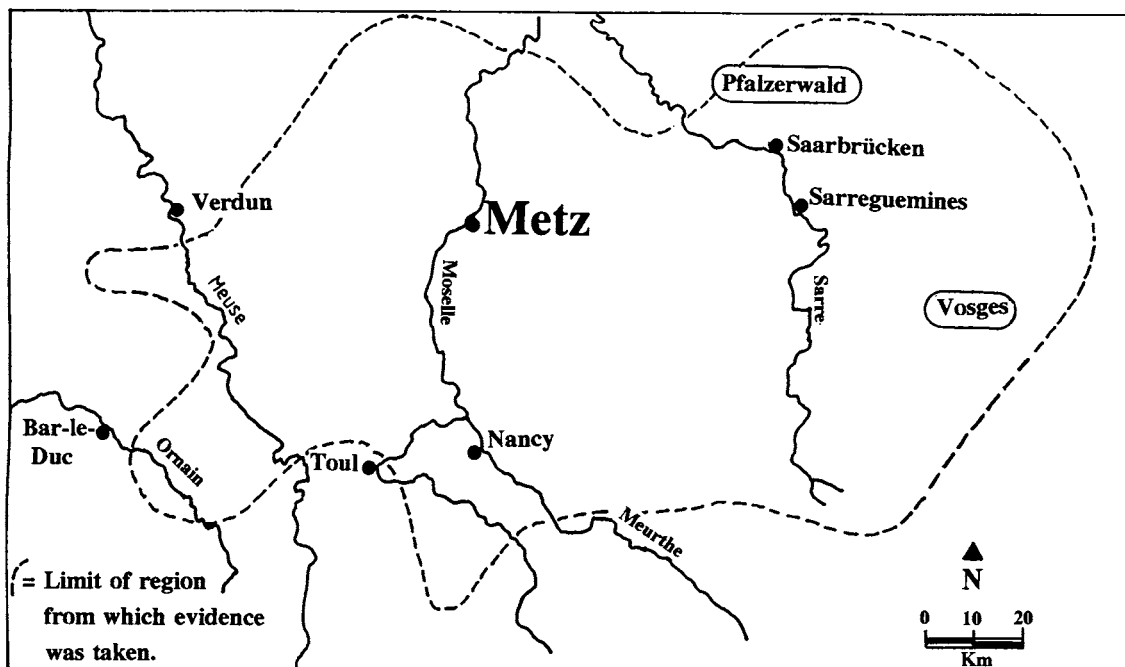 Pfalzerwald
Saarbrücken
Verdun
Sarreguemines
Metz
Meuse
Moselle
Sarre
Vosges
Bar-le-
Duc
Ornain
Toul
Nancy
Meurthe
= Limit of region
from which evidence
was taken.
N
0 10 20
Km